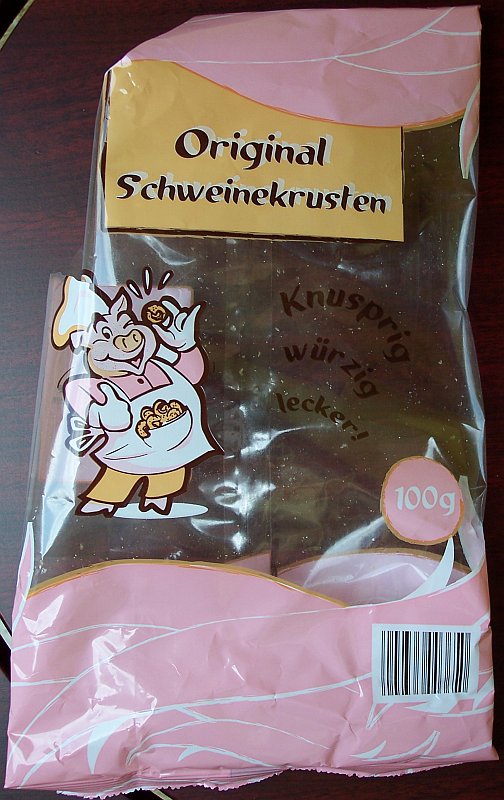 Original
Schweinekrusten
Knusprig
würzig
lecker!
100g